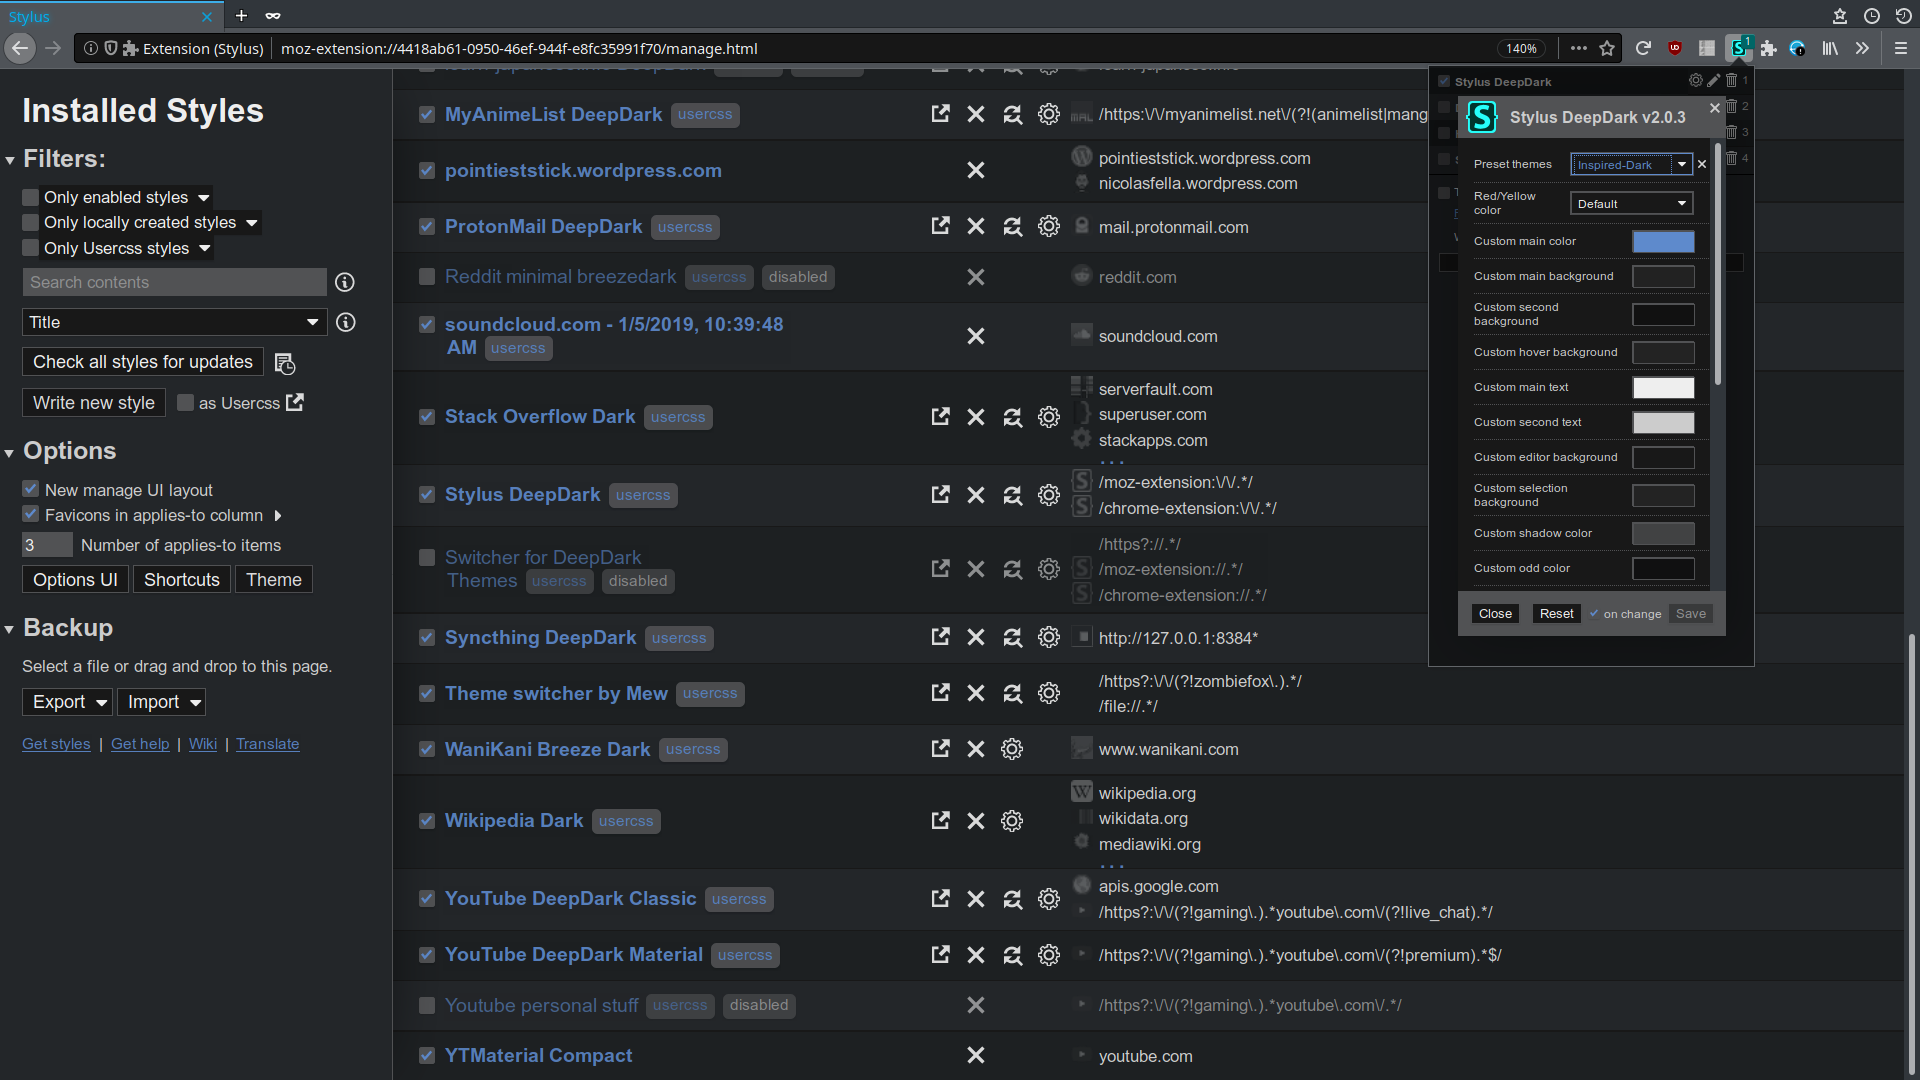 Stylus
Extension (Stylus)
moz-extension://4418ab61-0950-46ef-944f-e8fc35991f70/manage.html
140%
1
Installed Styles
Filters:
Only enabled styles
Only locally created styles
Only Usercss styles
Search contents
Title
Check all styles for updates
Write new style
as Usercss
Options
New manage UI layout
Favicons in applies-to column
3 Number of applies-to items
Options UI Shortcuts Theme
Backup
Select a file or drag and drop to this page.
Export Import
Get styles | Get help | Wiki | Translate
MyAnimeList DeepDark usercss
/https:\/\/myanimelist.net\/(?!(animelist|mang
pointieststick.wordpress.com
pointieststick.wordpress.com
nicolasfella.wordpress.com
ProtonMail DeepDark usercss
mail.protonmail.com
Reddit minimal breezedark usercss disabled
reddit.com
soundcloud.com - 1/5/2019, 10:39:48
AM usercss
soundcloud.com
Stack Overflow Dark usercss
serverfault.com
superuser.com
stackapps.com
...
Stylus DeepDark usercss
/moz-extension:\/\/.*/
/chrome-extension:\/\/.*/
Switcher for DeepDark
Themes usercss disabled
/https?://.*/
/moz-extension://.*/
/chrome-extension://.*/
Syncthing DeepDark usercss
http://127.0.0.1:8384*
Theme switcher by Mew usercss
/https?:\/\/(?!zombiefox\.).*/
/file://.*/
WaniKani Breeze Dark usercss
www.wanikani.com
Wikipedia Dark usercss
wikipedia.org
wikidata.org
mediawiki.org
...
YouTube DeepDark Classic usercss
apis.google.com
/https?:\/\/(?!gaming\.).*youtube\.com\/(?!live_chat).*/
YouTube DeepDark Material usercss
/https?:\/\/(?!gaming\.).*youtube\.com\/(?!premium).*$/
Youtube personal stuff usercss disabled
/https?:\/\/(?!gaming\.).*youtube\.com\/.*/
YTMaterial Compact
youtube.com
Stylus DeepDark 1
2
3
4
Stylus DeepDark v2.0.3
Preset themes Inspired-Dark
Red/Yellow
color Default
Custom main color
Custom main background
Custom second
background
Custom hover background
Custom main text
Custom second text
Custom editor background
Custom selection
background
Custom shadow color
Custom odd color
Close Reset on change Save